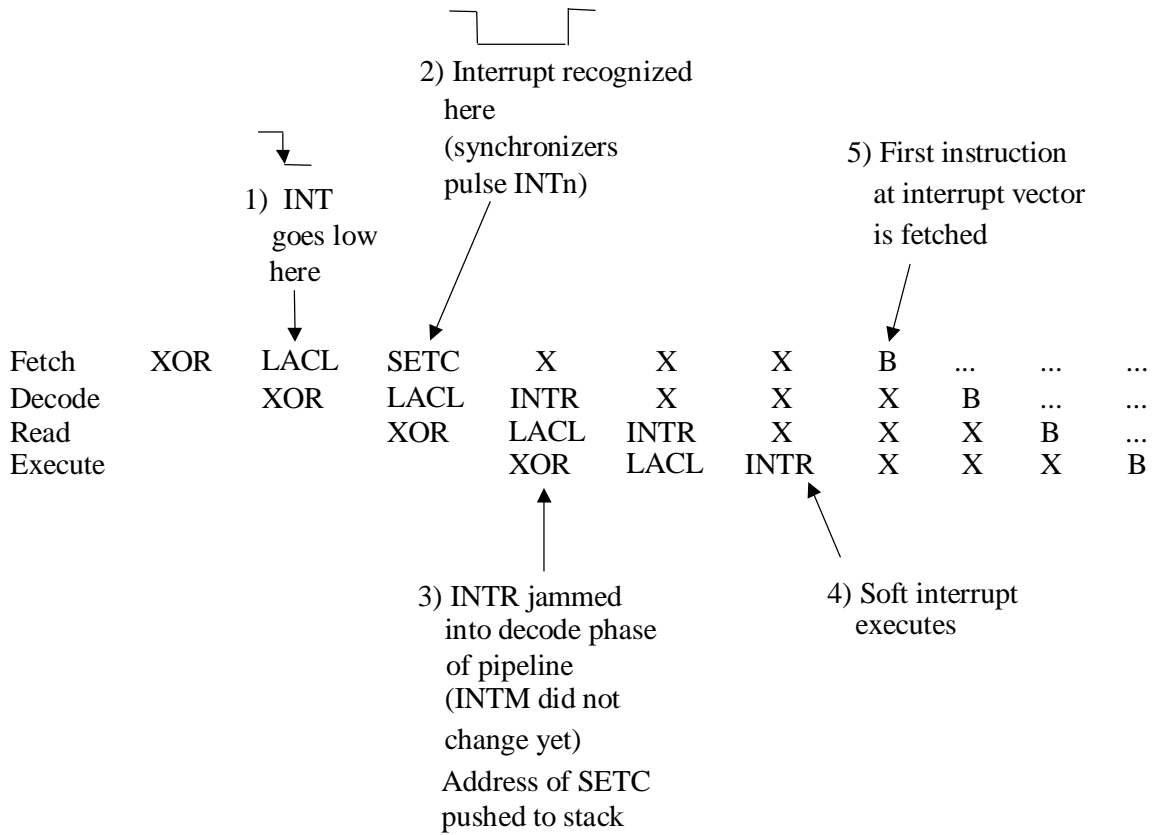 2) Interrupt recognized
here
(synchronizers
pulse INTn)
1) INT
goes low
here
5) First instruction
at interrupt vector
is fetched
Fetch XOR LACL SETC X X X B ... ... ...
Decode XOR LACL INTR X X X B ... ...
Read XOR LACL INTR X X X B ...
Execute XOR LACL INTR X X X B
3) INTR jammed
into decode phase
of pipeline
(INTM did not
change yet)
Address of SETC
pushed to stack
4) Soft interrupt
executes